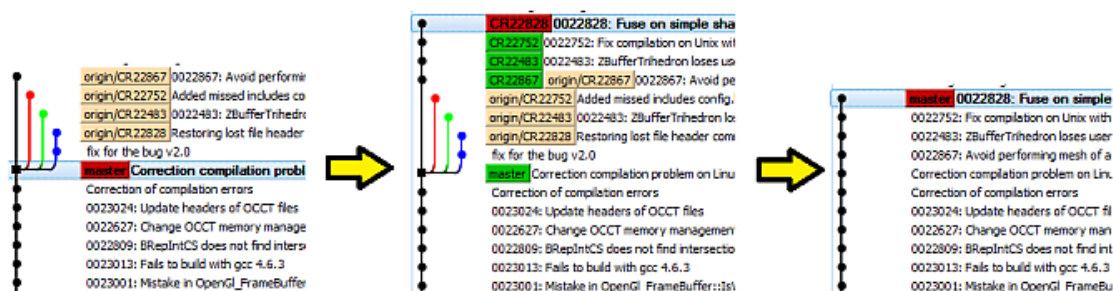 origin/CR22867 0022867: Avoid performi
origin/CR22752 Added missed includes co
origin/CR22483 0022483: ZBufferTrihedro
origin/CR22828 Restoring lost file header
fix for the bug v2.0
master Correction compilation probl
Correction of compilation errors
0023024: Update headers of OCCT files
0022627: Change OCCT memory manage
0022809: BRepIntCS does not find inters
0023013: Fails to build with gcc 4.6.3
0023001: Mistake in OpenGl_FrameBuffer
CR22828 0022828: Fuse on simple sha
CR22752 0022752: Fix compilation on Unix wit
CR22483 0022483: ZBufferTrihedron loses us
CR22867 origin/CR22867 0022867: Avoid pe
origin/CR22752 Added missed includes config.
origin/CR22483 0022483: ZBufferTrihedron lo
origin/CR22828 Restoring lost file header com
fix for the bug v2.0
master Correction compilation problem on Linu
Correction of compilation errors
0023024: Update headers of OCCT files
0022627: Change OCCT memory managemen
0022809: BRepIntCS does not find intersectio
0023013: Fails to build with gcc 4.6.3
0023001: Mistake in OpenGl_FrameBuffer::Is\
master 0022828: Fuse on simple
0022752: Fix compilation on Unix with
0022483: ZBufferTrihedron loses user
0022867: Avoid performing mesh of a
Correction compilation problem on Linu
Correction of compilation errors
0023024: Update headers of OCCT fil
0022627: Change OCCT memory man
0022809: BRepIntCS does not find int
0023013: Fails to build with gcc 4.6.3
0023001: Mistake in OpenGl_FrameBu